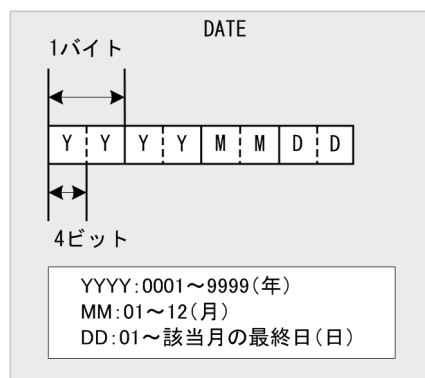 DATE
1バイト
Y Y Y Y M M D D
4ビット
YYYY:0001～9999(年)
MM:01～12(月)
DD:01～該当月の最終日(日)